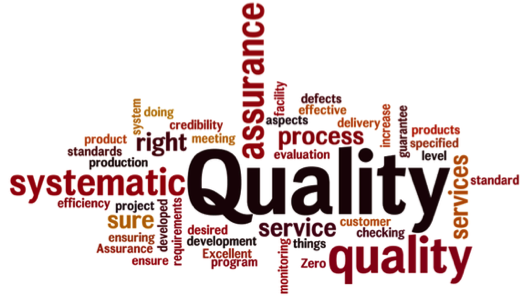 assurance
facility
defects
system
doing
effective
increase
guarantee
credibility
aspects
delivery
products
product
right
meeting
process
specified
standards
evaluation
level
production
systematic
Quality
services
standard
efficiency
project
developed
requirements
sure
service
customer
checking
ensuring
desired
development
things
quality
Assurance
Excellent
monitoring
ensure
program
Zero